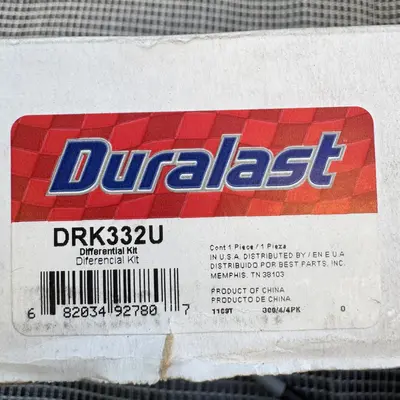 Duralast
DRK332U
Differential Kit
Diferencial Kit
6 82034 92780 7
Cont 1 Piece / 1 Pieza
IN U.S.A. DISTRIBUTED BY / EN E.U.A
DISTRIBUIDO POR BEST PARTS, INC.
MEMPHIS, TN 38103
PRODUCT OF CHINA
PRODUCTO DE CHINA
0